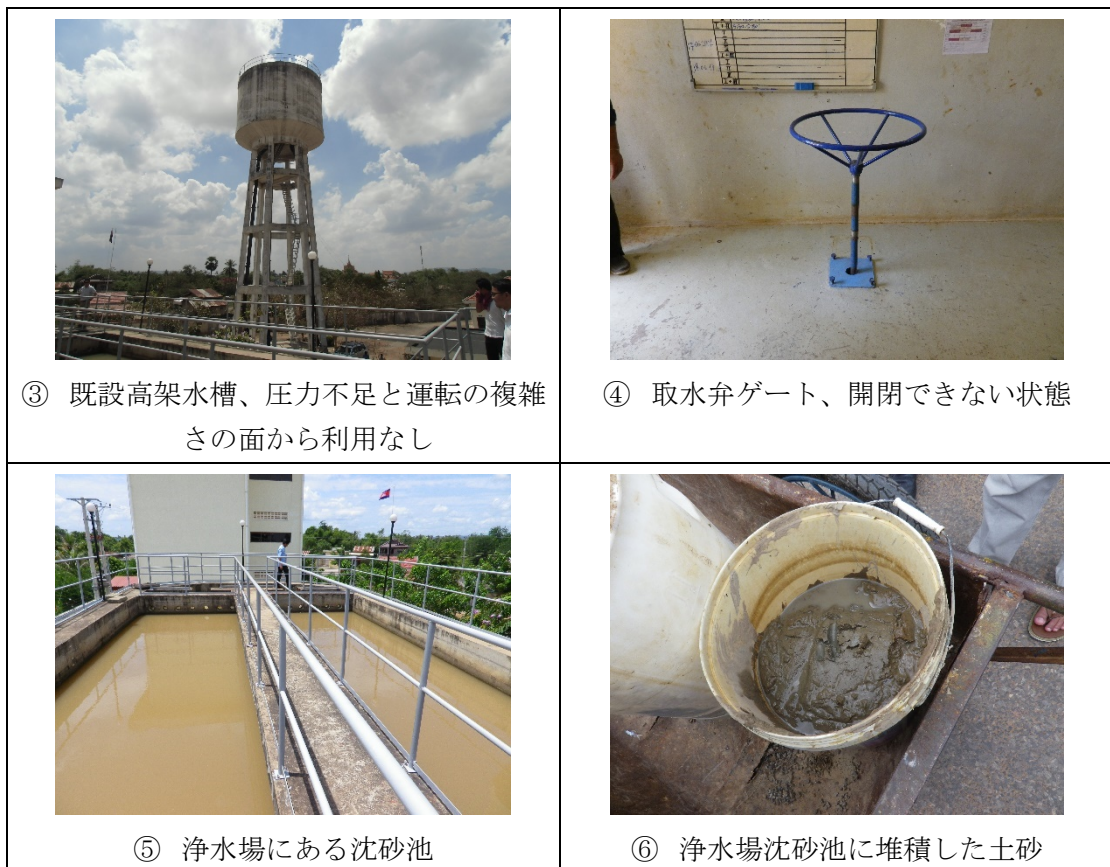 ③ 既設高架水槽、圧力不足と運転の複雑
さの面から利用なし
④ 取水弁ゲート、開閉できない状態
⑤ 浄水場にある沈砂池
⑥ 浄水場沈砂池に堆積した土砂